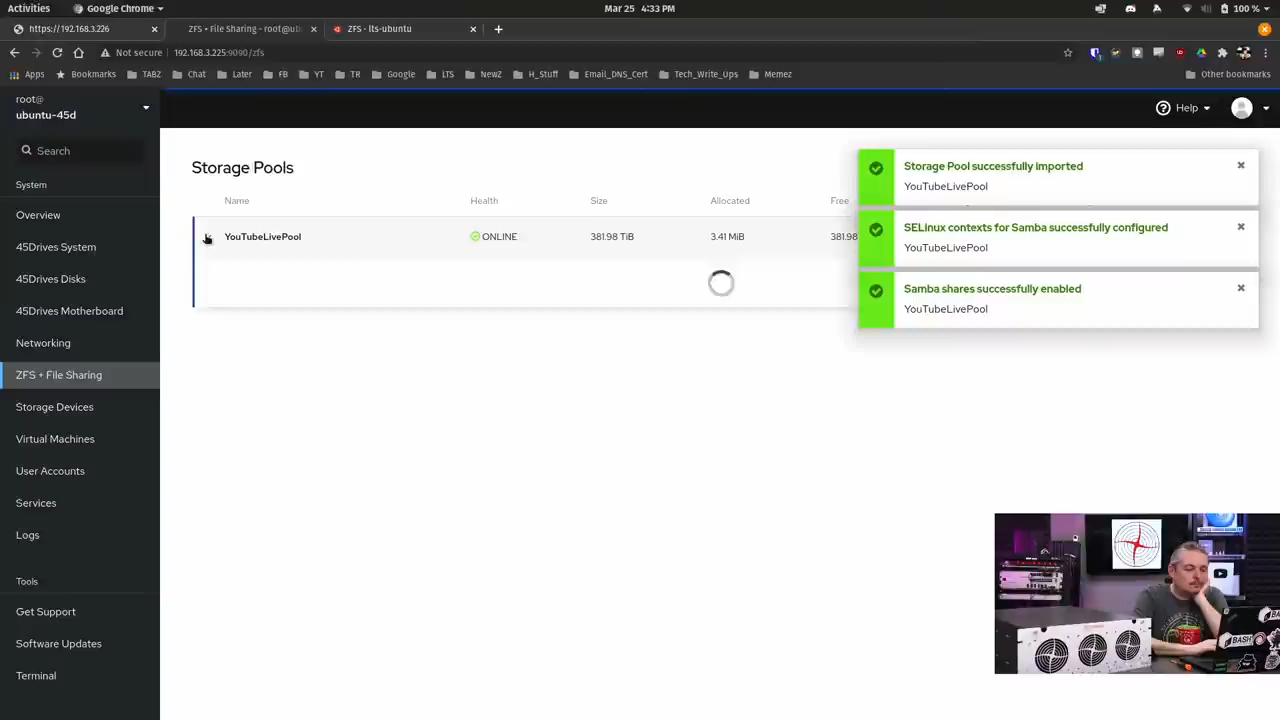 Activities
Google Chrome
Mar 25 4:33 PM
100 %
https://192.168.3.226
ZFS + File Sharing - root@ub
ZFS - lts-ubuntu
Not secure
192.168.3.225:9090/zfs
Apps
Bookmarks
TABZ
Chat
Later
FB
YT
TR
Google
LTS
NewZ
H_Stuff
Email_DNS_Cert
Tech_Write_Ups
Memez
Other bookmarks
root@
ubuntu-45d
Help
Search
System
Overview
45Drives System
45Drives Disks
45Drives Motherboard
Networking
ZFS + File Sharing
Storage Devices
Virtual Machines
User Accounts
Services
Logs
Tools
Get Support
Software Updates
Terminal
Storage Pools
Name
Health
Size
Allocated
Free
YouTubeLivePool
ONLINE
381.98 TiB
3.41 MiB
381.98
Storage Pool successfully imported
YouTubeLivePool
SELinux contexts for Samba successfully configured
YouTubeLivePool
Samba shares successfully enabled
YouTubeLivePool
BASH